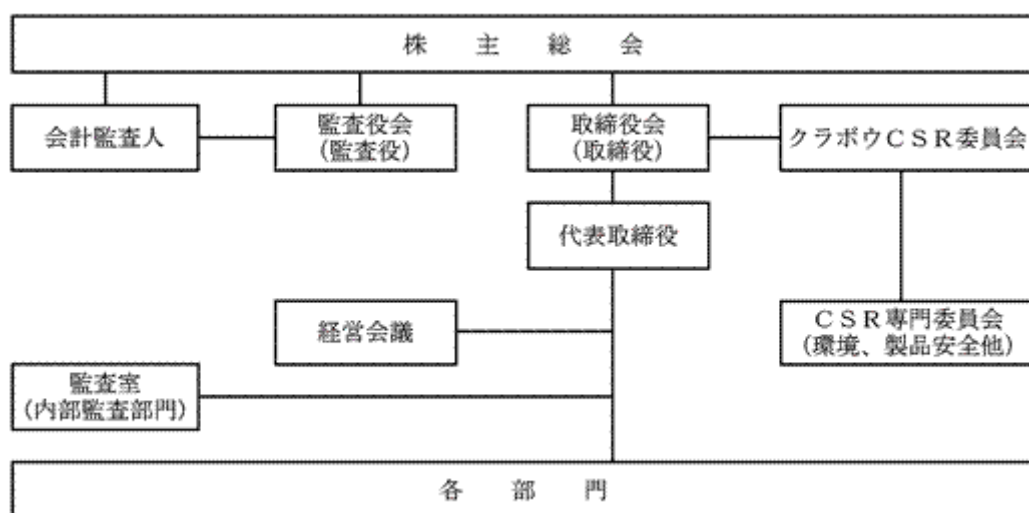 株主総会
会計監査人
監査役会
(監査役)
取締役会
(取締役)
クラボウCSR委員会
代表取締役
経営会議
CSR専門委員会
(環境、製品安全他)
監査室
(内部監査部門)
各部門